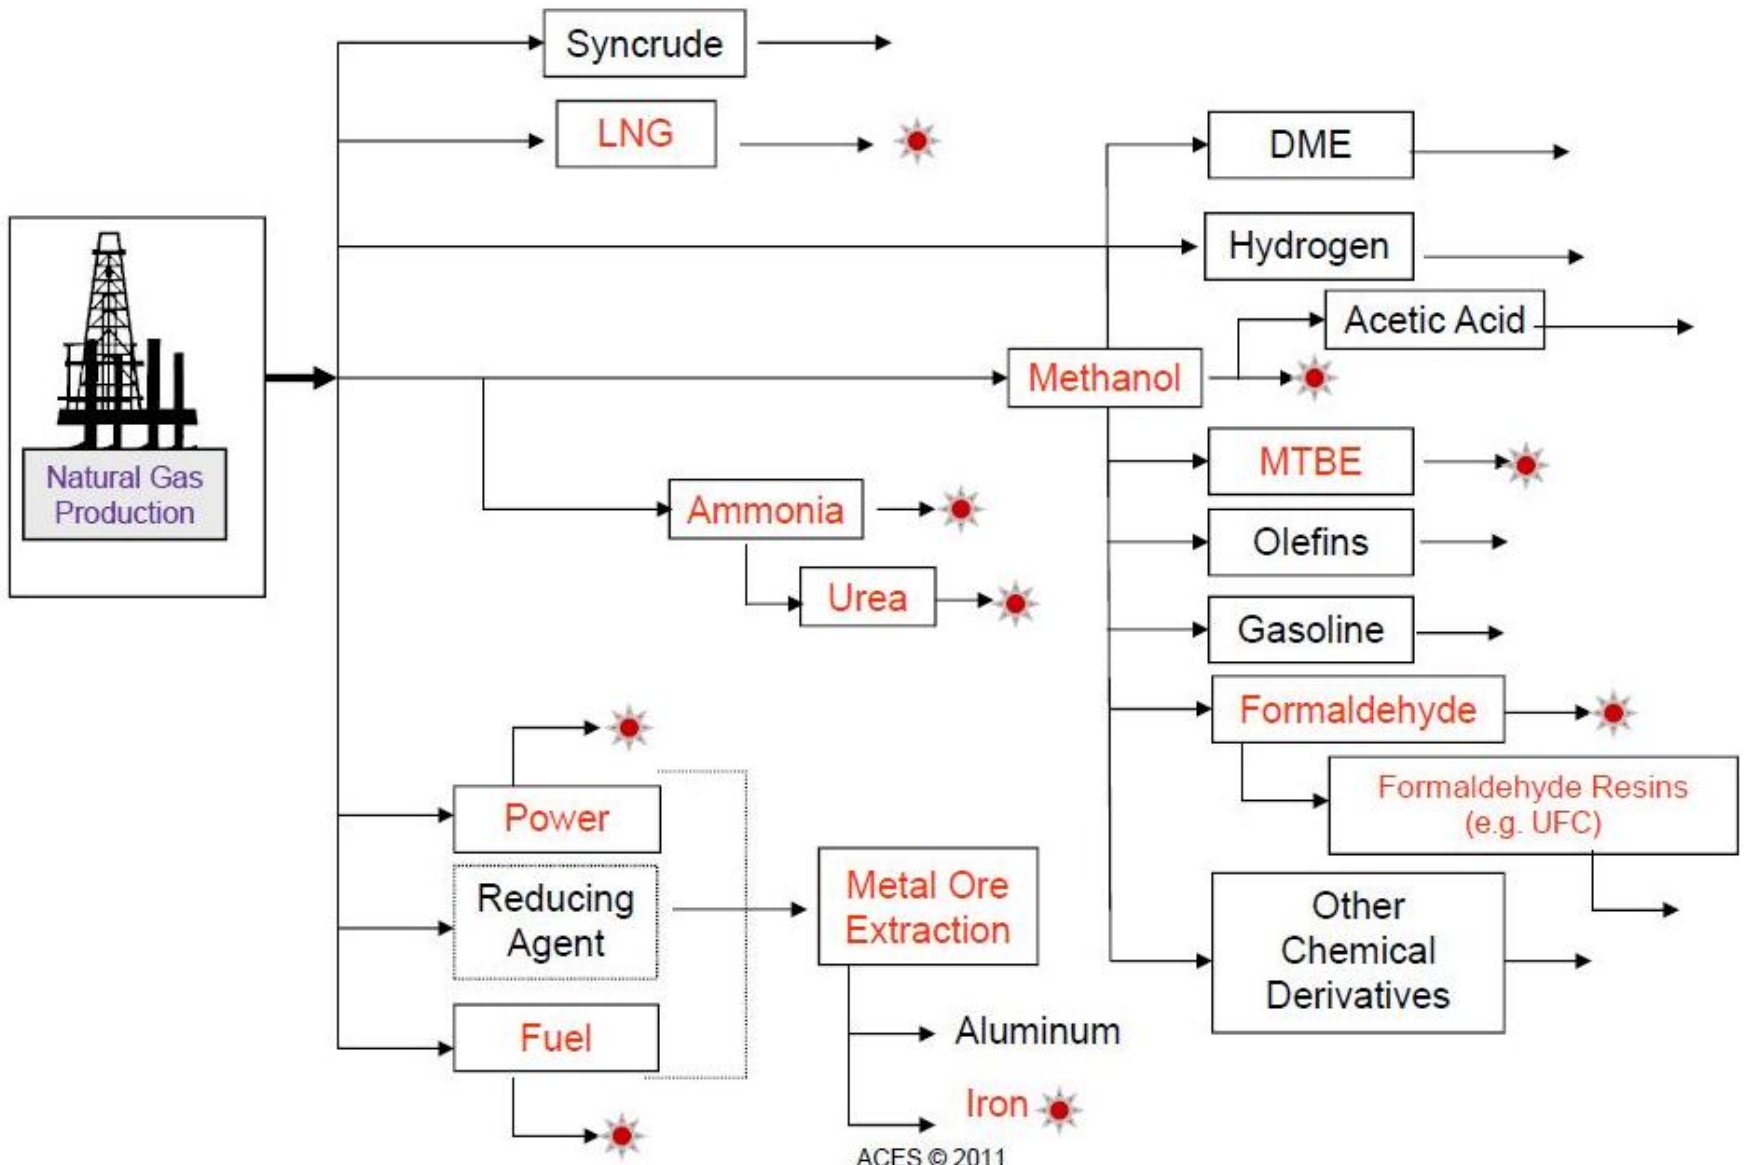 Syncrude
LNG
DME
Hydrogen
Acetic Acid
Methanol
MTBE
Natural Gas
Production
Ammonia
Olefins
Urea
Gasoline
Formaldehyde
Formaldehyde Resins
(e.g. UFC)
Power
Reducing
Agent
Metal Ore
Extraction
Other
Chemical
Derivatives
Fuel
Aluminum
Iron
ACES © 2011